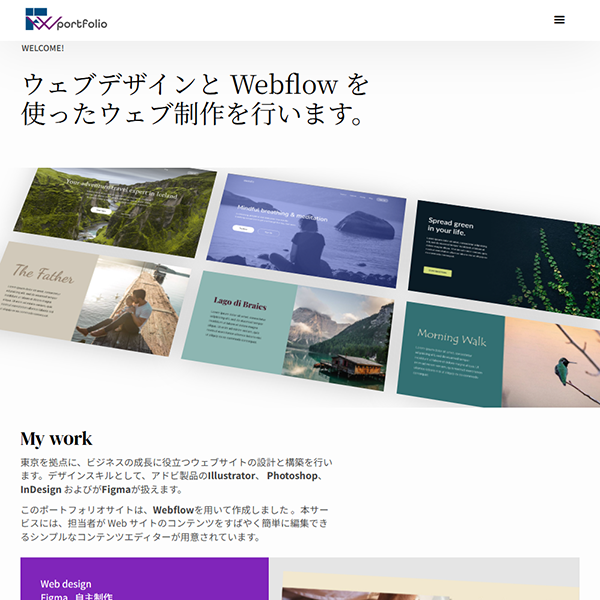 portfolio
WELCOME!
ウェブデザインと Webflow を
使ったウェブ制作を行います。
Your adventure travel expert in Iceland
Mindful breathing & meditation
Spread green
in your life.
The Father
Lago di Braies
Morning Walk
My work
東京を拠点に、ビジネスの成長に役立つウェブサイトの設計と構築を行い
ます。デザインスキルとして、アドビ製品のIllustrator、 Photoshop、
InDesign およびがFigmaが扱えます。
このポートフォリオサイトは、Webflowを用いて作成しました 。本サー
ビスには、担当者が Web サイトのコンテンツをすばやく簡単に編集でき
るシンプルなコンテンツエディターが用意されています。
Web design
Figma 自主制作